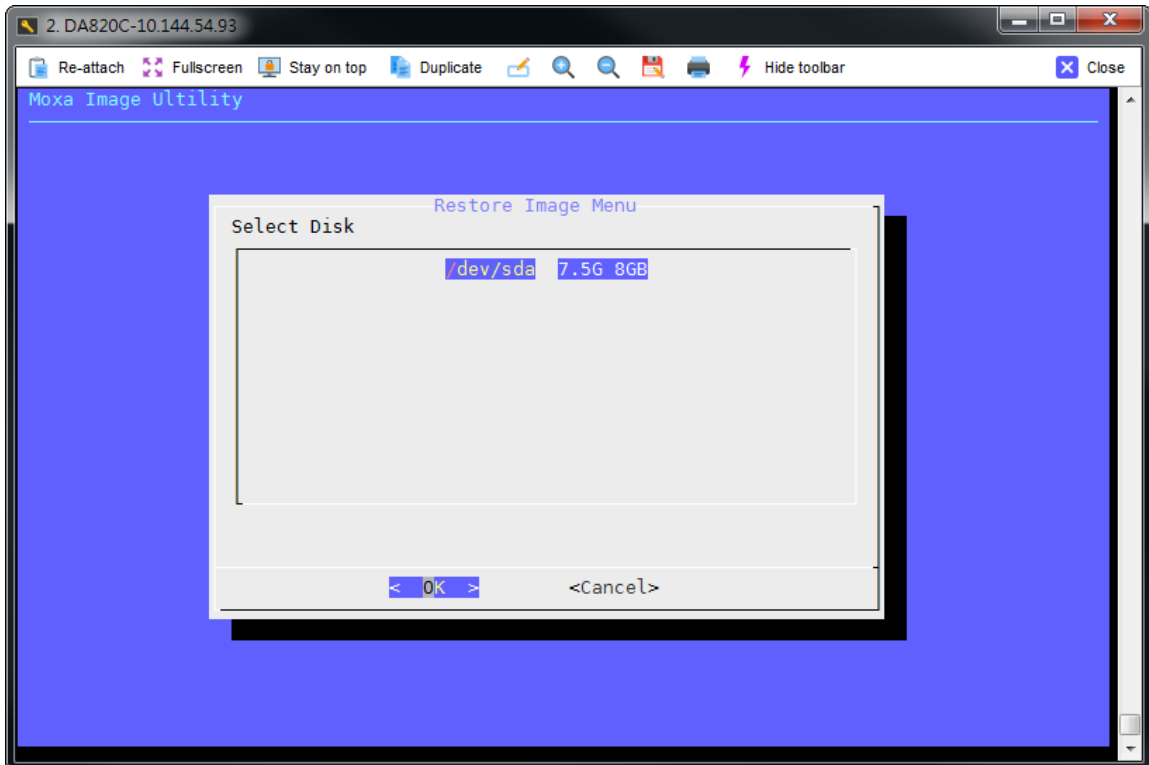 2. DA820C-10.144.54.93
Re-attach Fullscreen Stay on top Duplicate Hide toolbar Close
Moxa Image Ultility
Restore Image Menu
Select Disk
/dev/sda 7.5G 8GB
< OK > <Cancel>